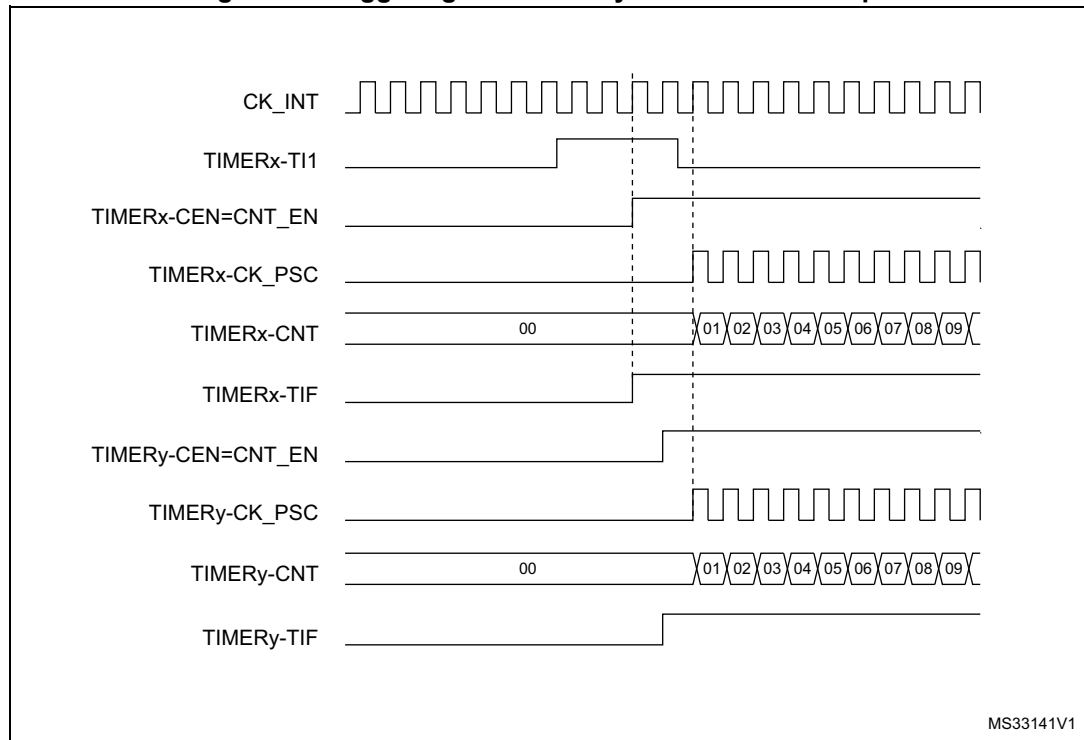 CK_INT
TIMERx-TI1
TIMERx-CEN=CNT_EN
TIMERx-CK_PSC
TIMERx-CNT 00 01 02 03 04 05 06 07 08 09
TIMERx-TIF
TIMERy-CEN=CNT_EN
TIMERy-CK_PSC
TIMERy-CNT 00 01 02 03 04 05 06 07 08 09
TIMERy-TIF
MS33141V1